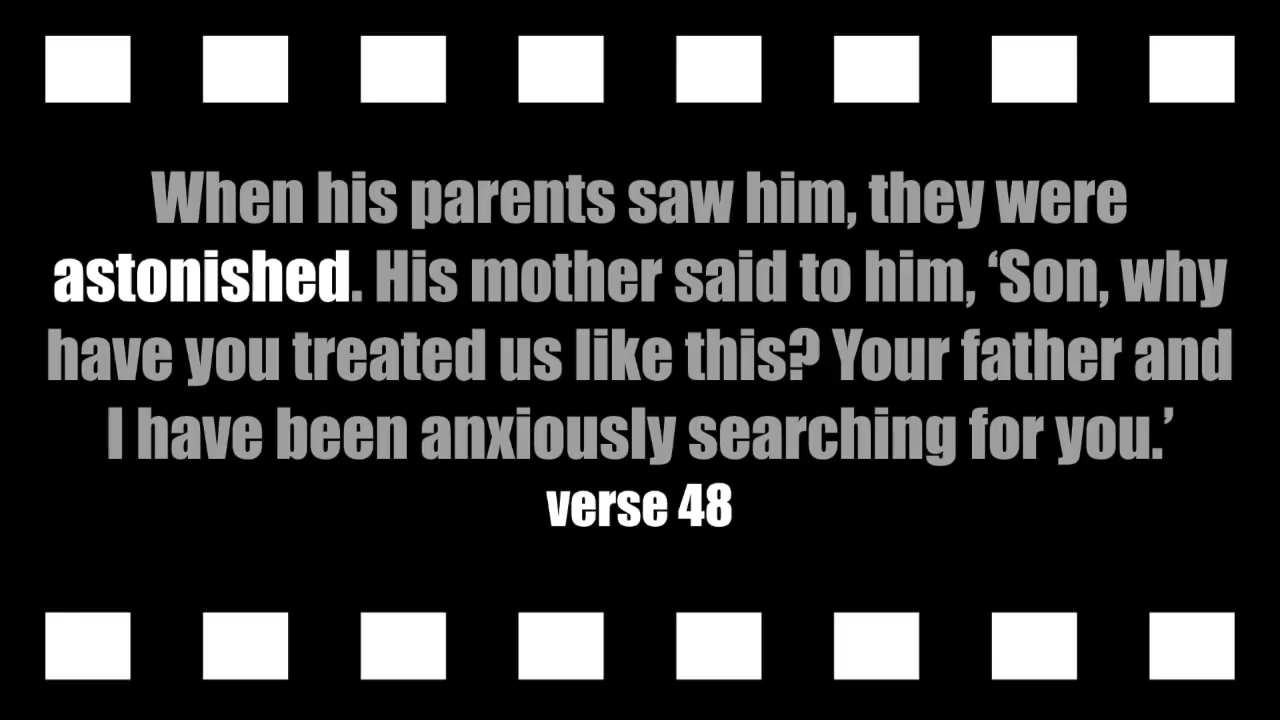 When his parents saw him, they were
astonished. His mother said to him, ‘Son, why
have you treated us like this? Your father and
I have been anxiously searching for you.’
verse 48